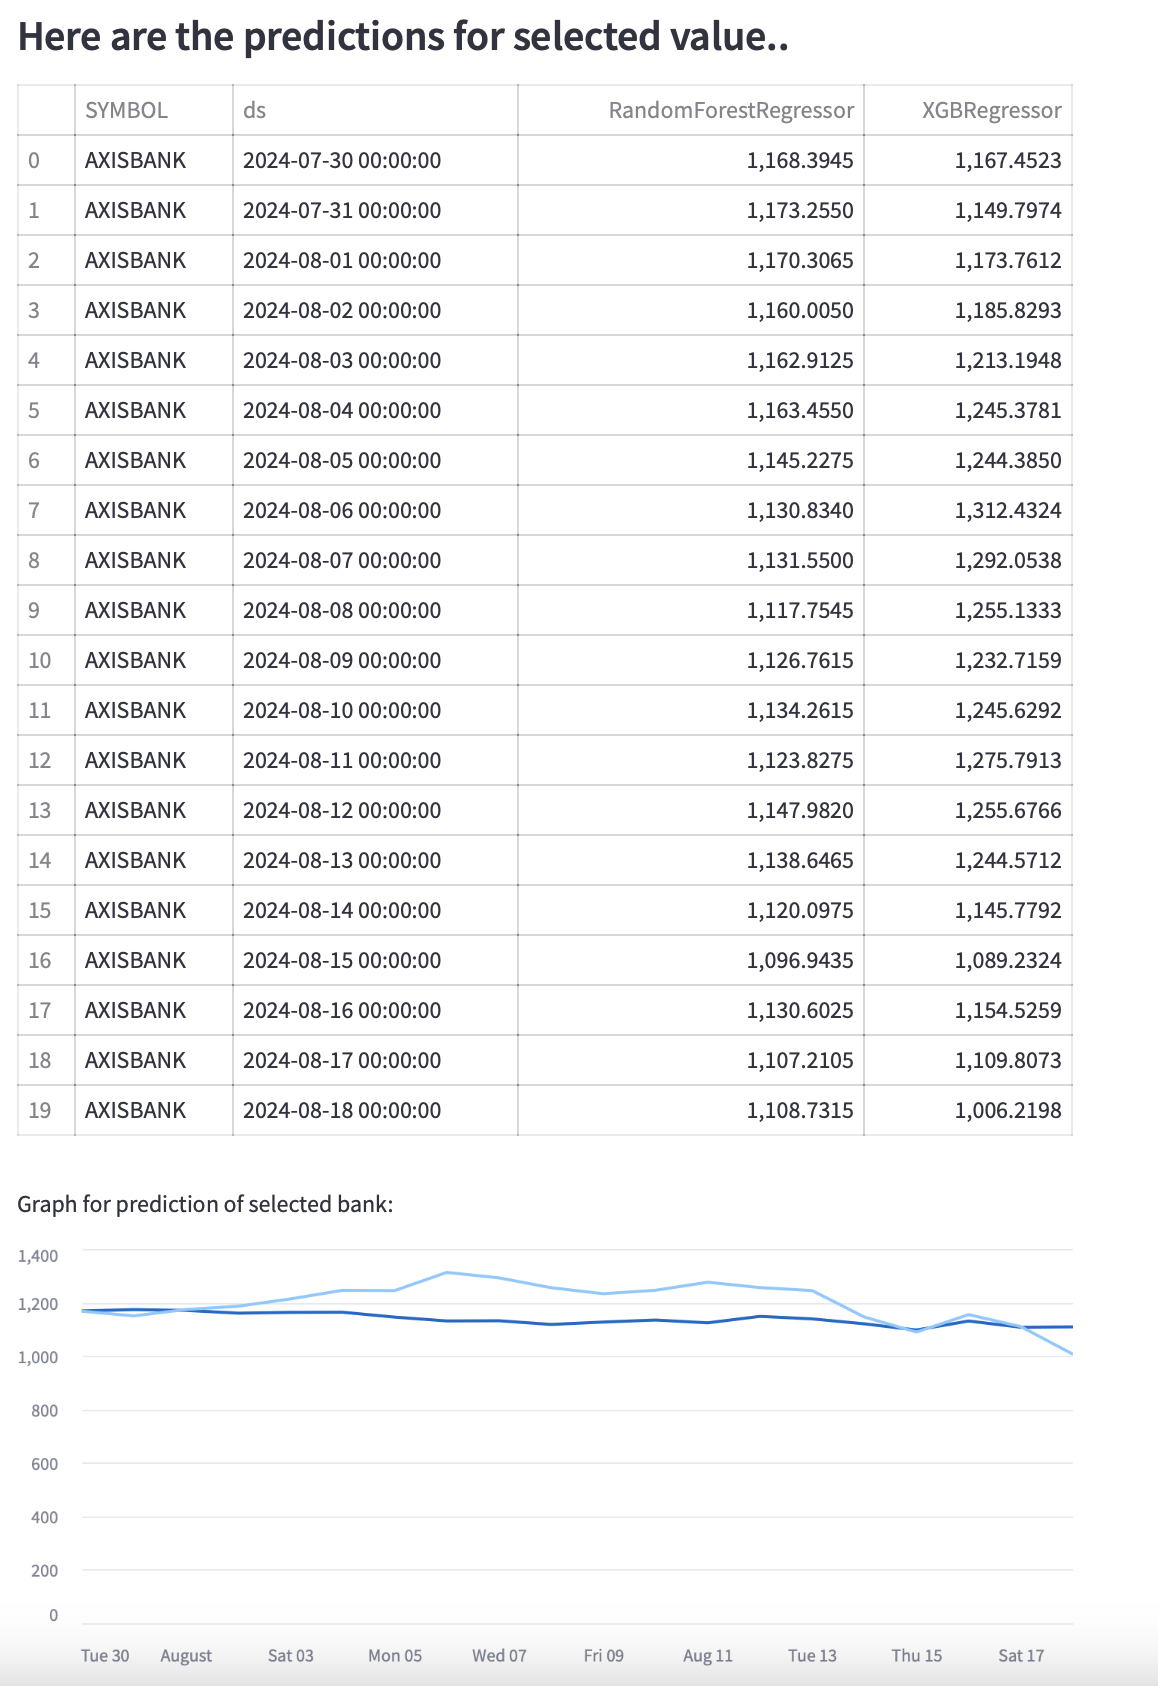 Here are the predictions for selected value..
SYMBOL ds RandomForestRegressor XGBRegressor
0 AXISBANK 2024-07-30 00:00:00 1,168.3945 1,167.4523
1 AXISBANK 2024-07-31 00:00:00 1,173.2550 1,149.7974
2 AXISBANK 2024-08-01 00:00:00 1,170.3065 1,173.7612
3 AXISBANK 2024-08-02 00:00:00 1,160.0050 1,185.8293
4 AXISBANK 2024-08-03 00:00:00 1,162.9125 1,213.1948
5 AXISBANK 2024-08-04 00:00:00 1,163.4550 1,245.3781
6 AXISBANK 2024-08-05 00:00:00 1,145.2275 1,244.3850
7 AXISBANK 2024-08-06 00:00:00 1,130.8340 1,312.4324
8 AXISBANK 2024-08-07 00:00:00 1,131.5500 1,292.0538
9 AXISBANK 2024-08-08 00:00:00 1,117.7545 1,255.1333
10 AXISBANK 2024-08-09 00:00:00 1,126.7615 1,232.7159
11 AXISBANK 2024-08-10 00:00:00 1,134.2615 1,245.6292
12 AXISBANK 2024-08-11 00:00:00 1,123.8275 1,275.7913
13 AXISBANK 2024-08-12 00:00:00 1,147.9820 1,255.6766
14 AXISBANK 2024-08-13 00:00:00 1,138.6465 1,244.5712
15 AXISBANK 2024-08-14 00:00:00 1,120.0975 1,145.7792
16 AXISBANK 2024-08-15 00:00:00 1,096.9435 1,089.2324
17 AXISBANK 2024-08-16 00:00:00 1,130.6025 1,154.5259
18 AXISBANK 2024-08-17 00:00:00 1,107.2105 1,109.8073
19 AXISBANK 2024-08-18 00:00:00 1,108.7315 1,006.2198
Graph for prediction of selected bank:
1,400
1,200
1,000
800
600
400
200
0
Tue 30 August Sat 03 Mon 05 Wed 07 Fri 09 Aug 11 Tue 13 Thu 15 Sat 17